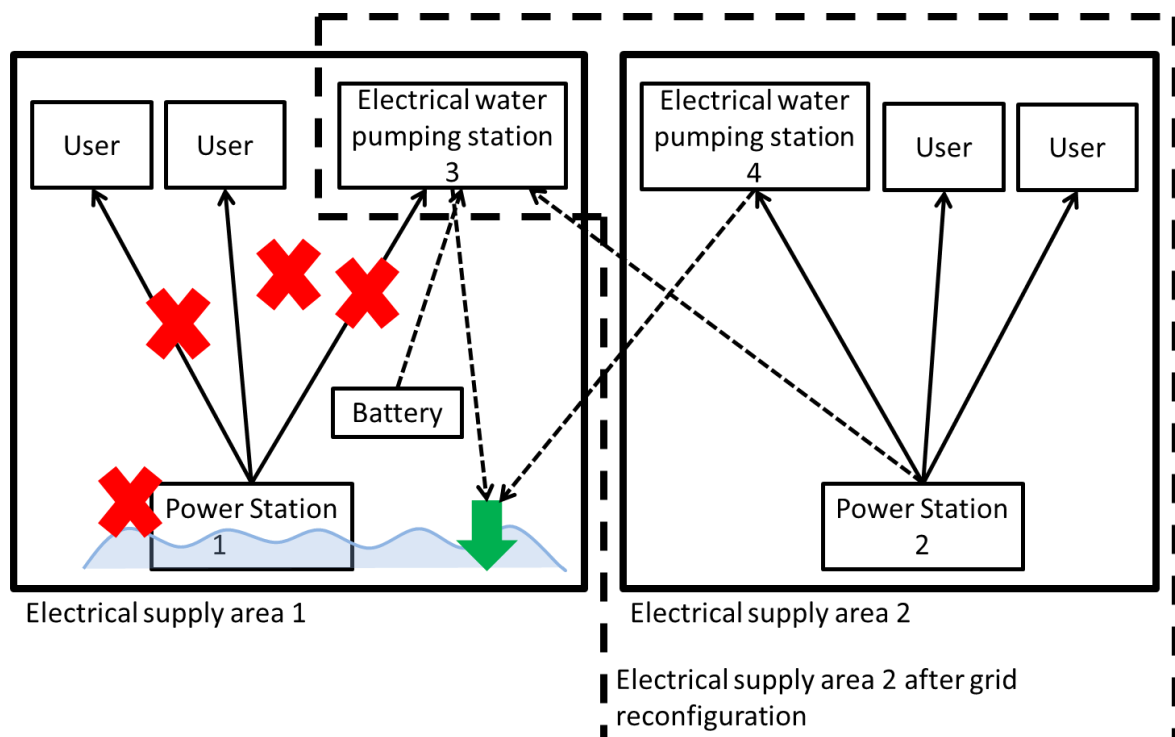 User
User
Electrical water
pumping station
3
Electrical water
pumping station
4
User
User
Battery
Power Station
1
Power Station
2
Electrical supply area 1
Electrical supply area 2
Electrical supply area 2 after grid
reconfiguration